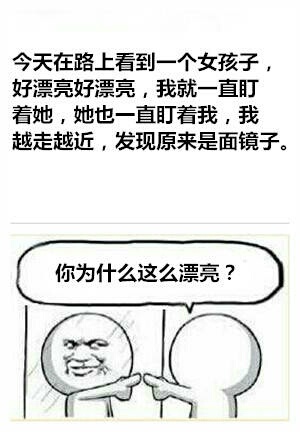 今天在路上看到一个女孩子，
好漂亮好漂亮，我就一直盯
着她，她也一直盯着我，我
越走越近，发现原来是面镜子。
你为什么这么漂亮？